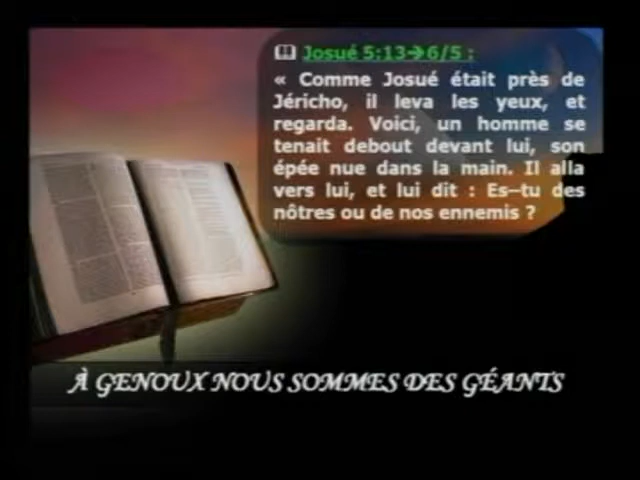 Josué 5:13→6/5 :
« Comme Josué était près de
Jéricho, il leva les yeux, et
regarda. Voici, un homme se
tenait debout devant lui, son
épée nue dans la main. Il alla
vers lui, et lui dit : Es–tu des
nôtres ou de nos ennemis ?
À GENOUX NOUS SOMMES DES GÉANTS